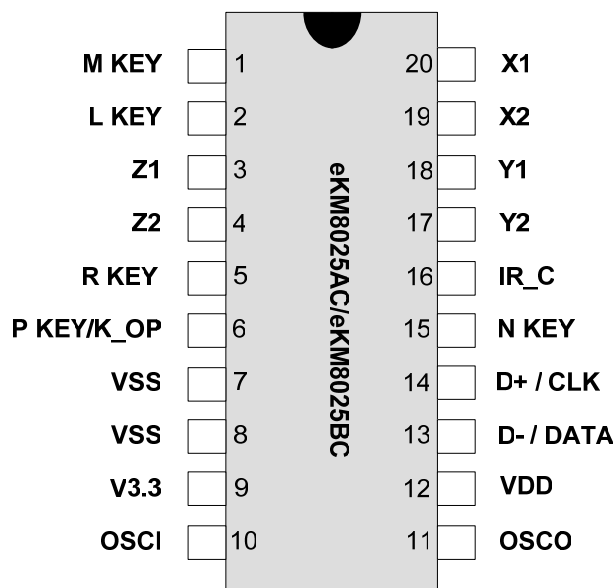 M KEY 1 20 X1
L KEY 2 19 X2
Z1 3 18 Y1
Z2 4 17 Y2
R KEY 5 16 IR_C
P KEY/K_OP 6 15 N KEY
VSS 7 14 D+ / CLK
VSS 8 13 D- / DATA
V3.3 9 12 VDD
OSCI 10 11 OSCO
eKM8025AC/eKM8025BC